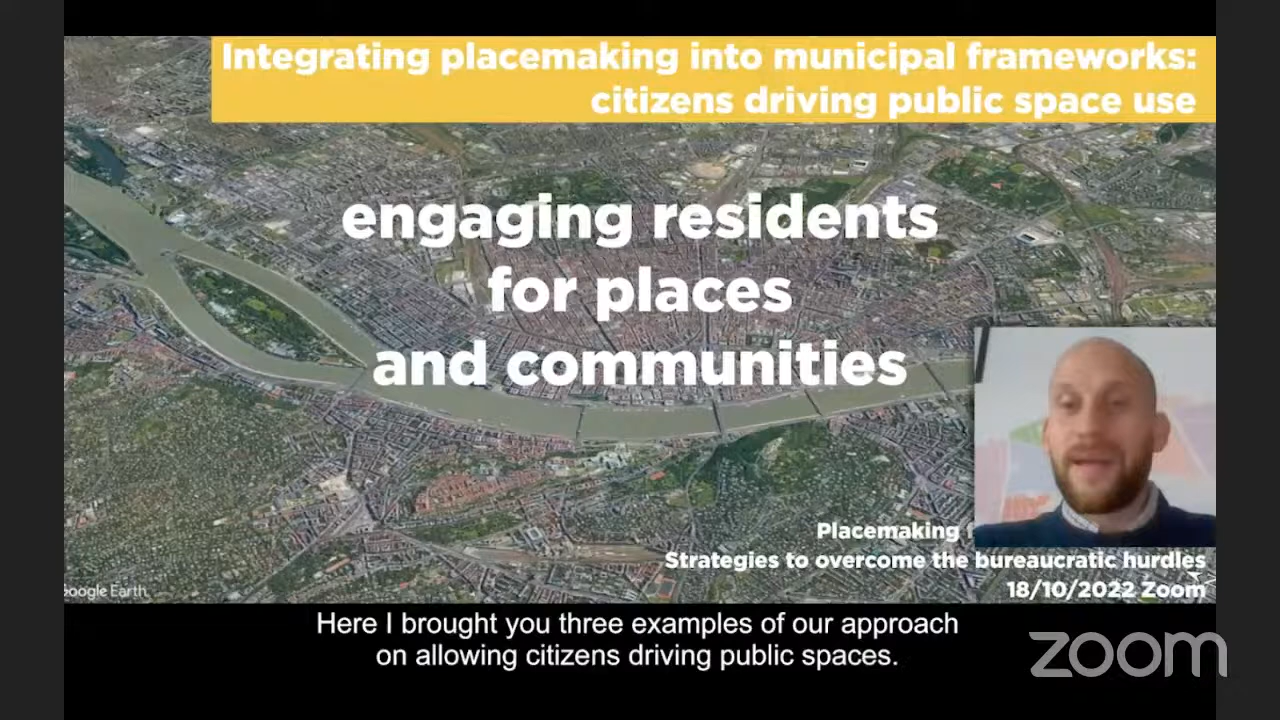 Integrating placemaking into municipal frameworks:
citizens driving public space use
engaging residents
for places
and communities
Placemaking
Strategies to overcome the bureaucratic hurdles
18/10/2022 Zoom
Google Earth
Here I brought you three examples of our approach
on allowing citizens driving public spaces.
zoom